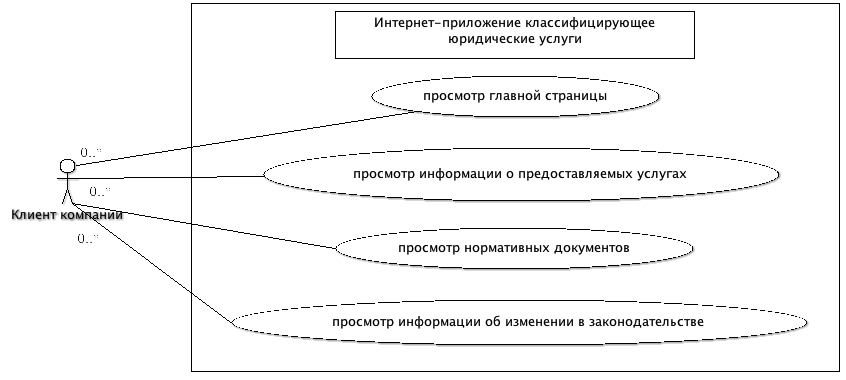 Интернет-приложение классифицирующее
юридические услуги
просмотр главной страницы
0..*
просмотр информации о предоставляемых услугах
0..*
Клиент компании
0..*
просмотр нормативных документов
просмотр информации об изменении в законодательстве